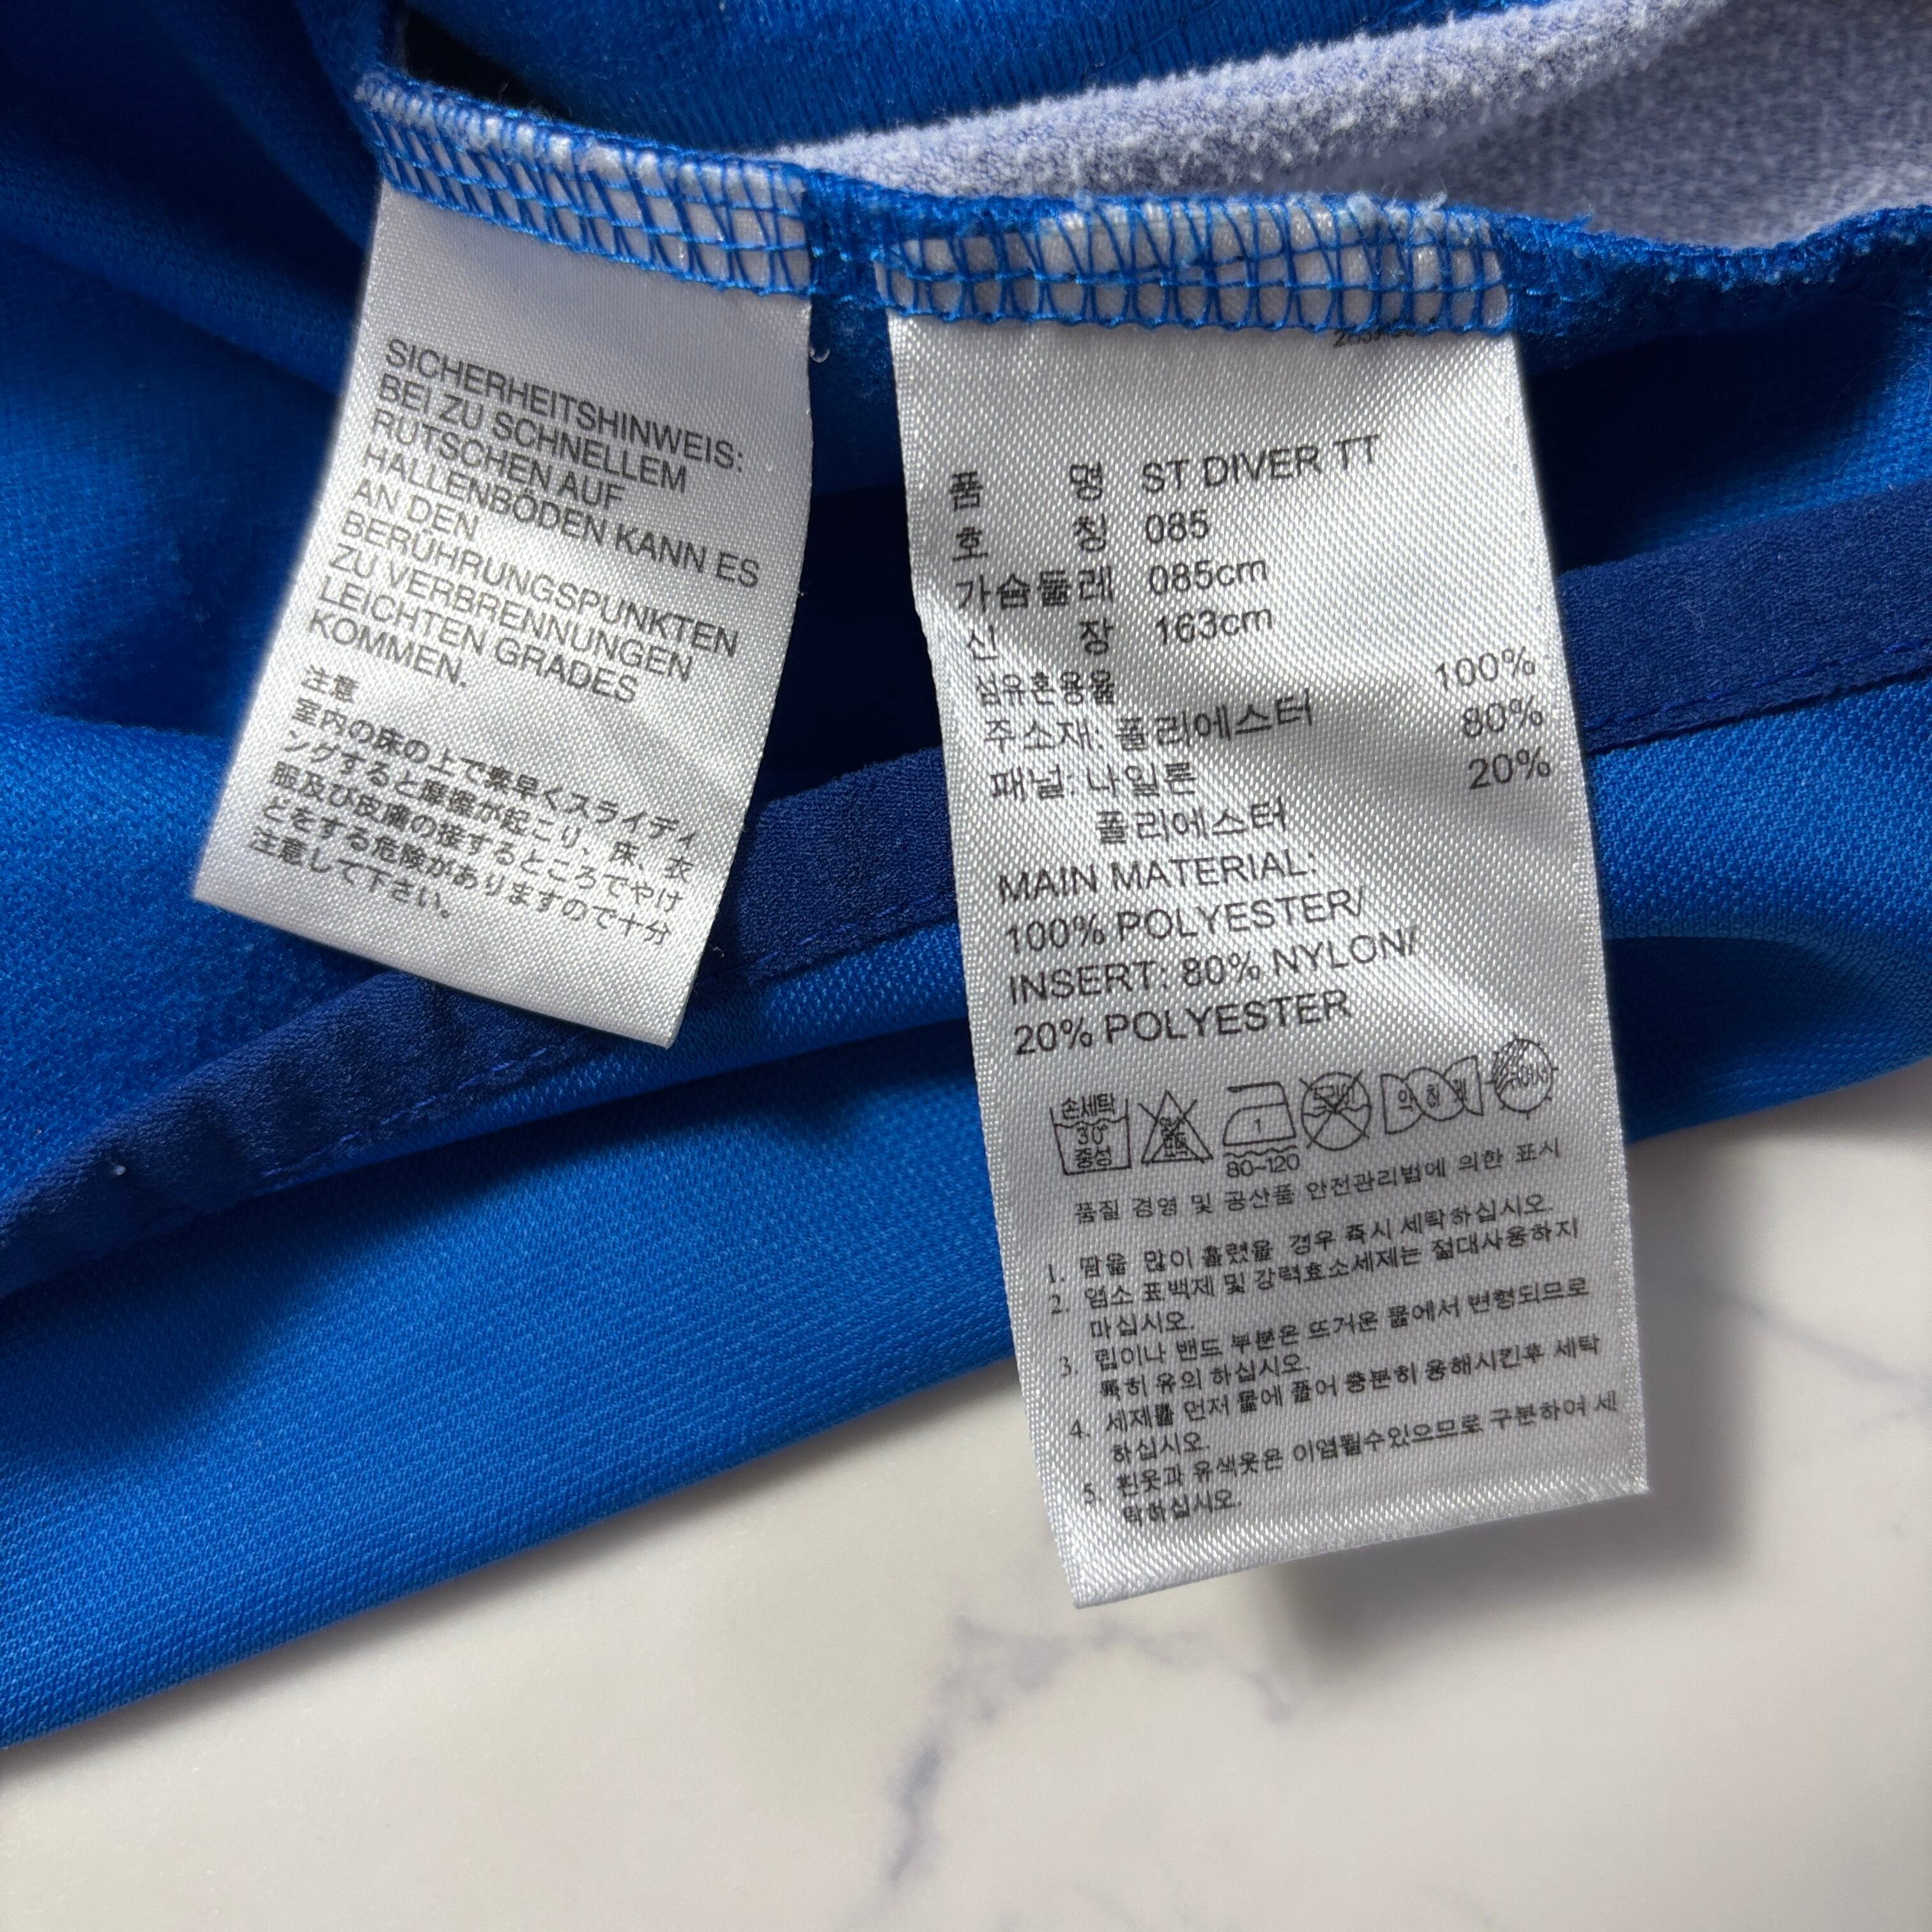 SICHERHEITSHINWEIS:
BEI ZU SCHNELLEM
RUTSCHEN AUF
HALLENBÖDEN KANN ES
AN DEN
BERÜHRUNGSPUNKTEN
ZU VERBRENNUNGEN
LEICHTEN GRADES
KOMMEN.
注意
室内の床の上で素早くスライディ
ングすると摩擦が起こり、床、衣
服及び皮膚の接するところでやけ
どをする危険がありますので十分
注意して下さい。
품 명 ST DIVER TT
호 칭 085
가슴둘레 085cm
신 장 163cm
섬유혼용율
주소재: 폴리에스터 100%
패널: 나일론 80%
폴리에스터 20%
MAIN MATERIAL:
100% POLYESTER/
INSERT: 80% NYLON/
20% POLYESTER
손세탁
30°
중성
1
80~120
드라이
약하게
품질 경영 및 공산품 안전관리법에 의한 표시
1. 땀을 많이 흘렸을 경우 즉시 세탁하십시오.
2. 염소 표백제 및 강력효소세제는 절대사용하지
마십시오.
3. 립이나 밴드 부분은 뜨거운 물에서 변형되므로
특히 유의 하십시오.
4. 세제를 먼저 물에 풀어 충분히 용해시킨후 세탁
하십시오.
5. 흰옷과 유색옷은 이염될수있으므로 구분하여 세
탁하십시오.